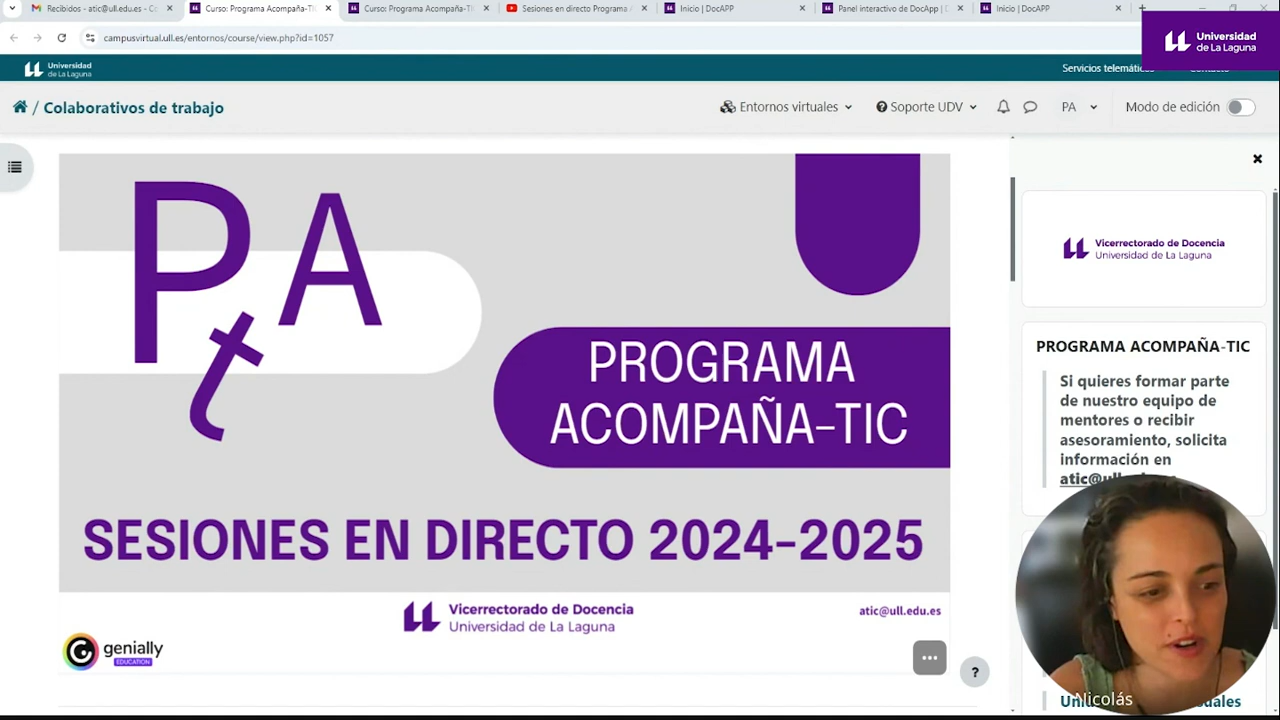 Recibidos - atic@ull.edu.es - Co
Curso: Programa Acompaña-TI
Curso: Programa Acompaña-TI
Sesiones en directo Programa A
Inicio | DocAPP
Panel interactivo de DocApp | D
Inicio | DocAPP
campusvirtual.ull.es/entornos/course/view.php?id=1057
Universidad
de La Laguna
Universidad
de La Laguna
Servicios telemátic
/ Colaborativos de trabajo
Entornos virtuales
Soporte UDV
PA
Modo de edición
PtA
PROGRAMA
ACOMPAÑA-TIC
SESIONES EN DIRECTO 2024-2025
Vicerrectorado de Docencia
Universidad de La Laguna
atic@ull.edu.es
genially
EDUCATION
?
Vicerrectorado de Docencia
Universidad de La Laguna
PROGRAMA ACOMPAÑA-TIC
Si quieres formar parte
de nuestro equipo de
mentores o recibir
asesoramiento, solicita
información en
Nicolás